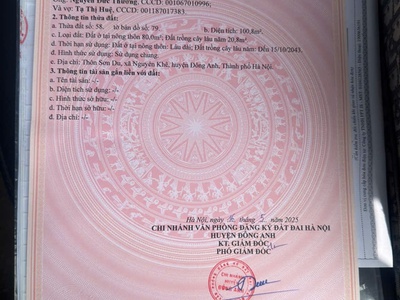 Nguyễn Đức Thường, CCCD: 001067010996,
Và vợ: Tạ Thị Huệ, CCCD: 001187017383
2. Thông tin thửa đất:
a. Thửa đất số: 58, tờ bản đồ số: 79 b. Diện tích: 100,8m²,
c. Loại đất: Đất ở tại nông thôn 80,0m²; Đất trồng cây lâu năm 20,8m²
d. Thời hạn sử dụng: Đất ở tại nông thôn: Lâu dài; Đất trồng cây lâu năm: Đến 15/10/2043.
đ. Hình thức sử dụng: Sử dụng chung.
e. Địa chỉ: Thôn Sơn Du, xã Nguyên Khê, huyện Đông Anh, Thành phố Hà Nội.
3. Thông tin tài sản gắn liền với đất:
a. Tên tài sản: -/-
b. Diện tích sử dụng: -/-
c. Hình thức sở hữu: -/-
d. Thời hạn sở hữu: -/-
đ. Địa chỉ: -/-
Hà Nội, ngày tháng 5 năm 2025
CHI NHÁNH VĂN PHÒNG ĐĂNG KÝ ĐẤT ĐAI HÀ NỘI
HUYỆN ĐÔNG ANH
KT. GIÁM ĐỐC
PHÓ GIÁM ĐỐC
CHI NHÁNH